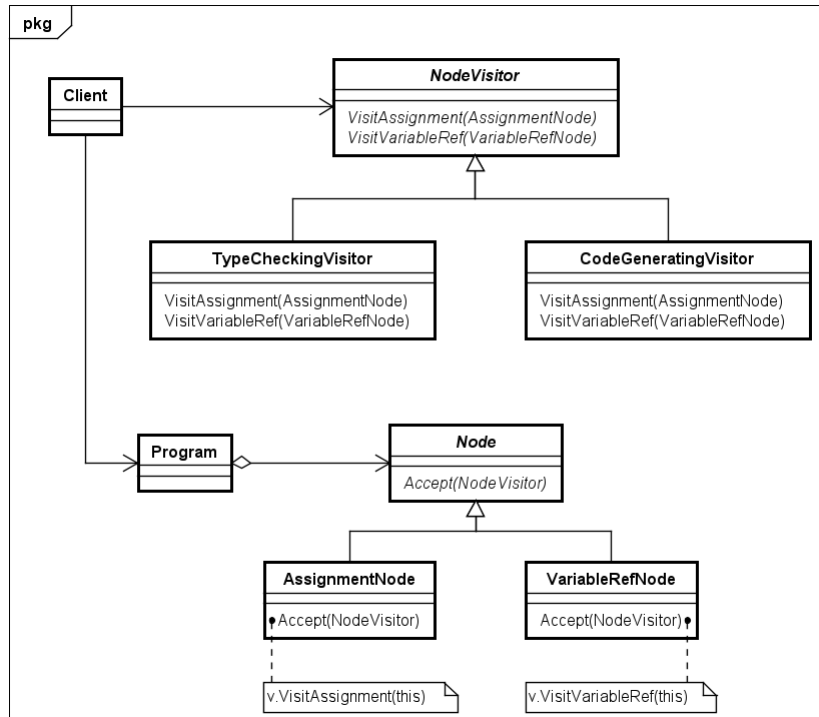 pkg
Client
NodeVisitor
VisitAssignment(AssignmentNode)
VisitVariableRef(VariableRefNode)
TypeCheckingVisitor
VisitAssignment(AssignmentNode)
VisitVariableRef(VariableRefNode)
CodeGeneratingVisitor
VisitAssignment(AssignmentNode)
VisitVariableRef(VariableRefNode)
Program
Node
Accept(NodeVisitor)
AssignmentNode
Accept(NodeVisitor)
VariableRefNode
Accept(NodeVisitor)
v.VisitAssignment(this)
v.VisitVariableRef(this)